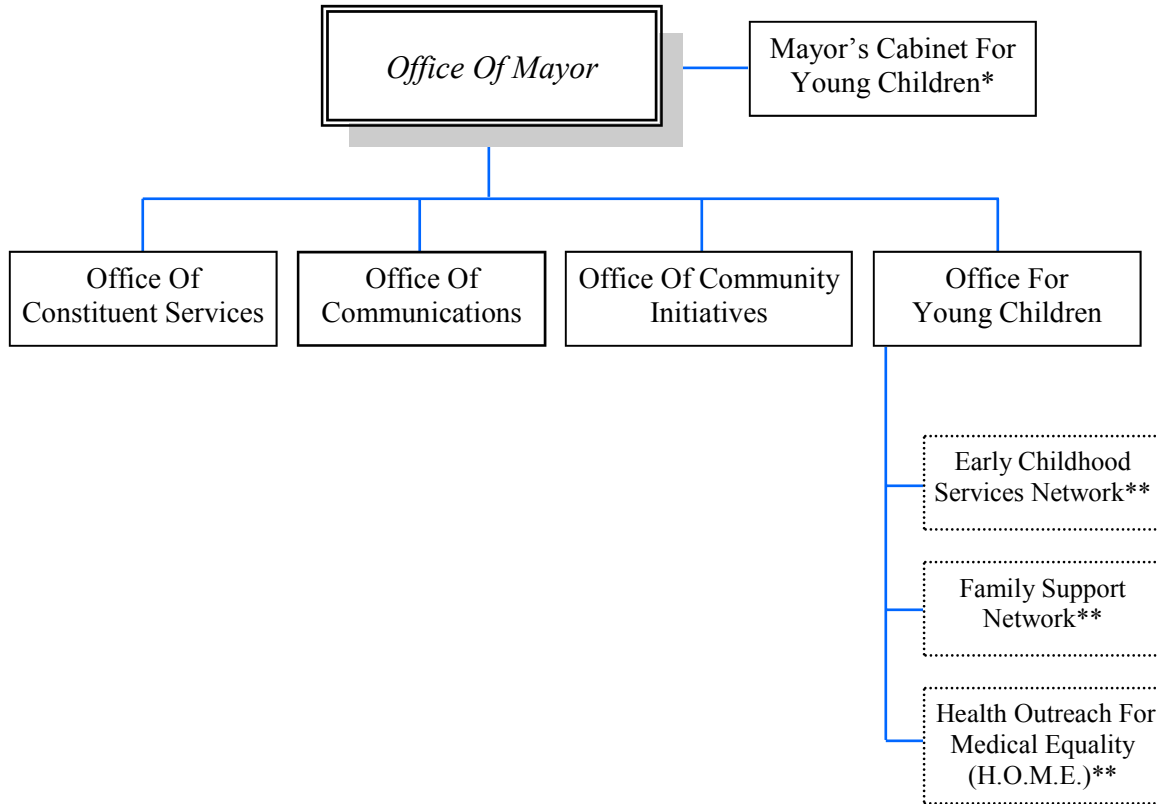 Office Of Mayor
Mayor’s Cabinet For
Young Children*
Office Of
Constituent Services
Office Of
Communications
Office Of Community
Initiatives
Office For
Young Children
Early Childhood
Services Network**
Family Support
Network**
Health Outreach For
Medical Equality
(H.O.M.E.)**